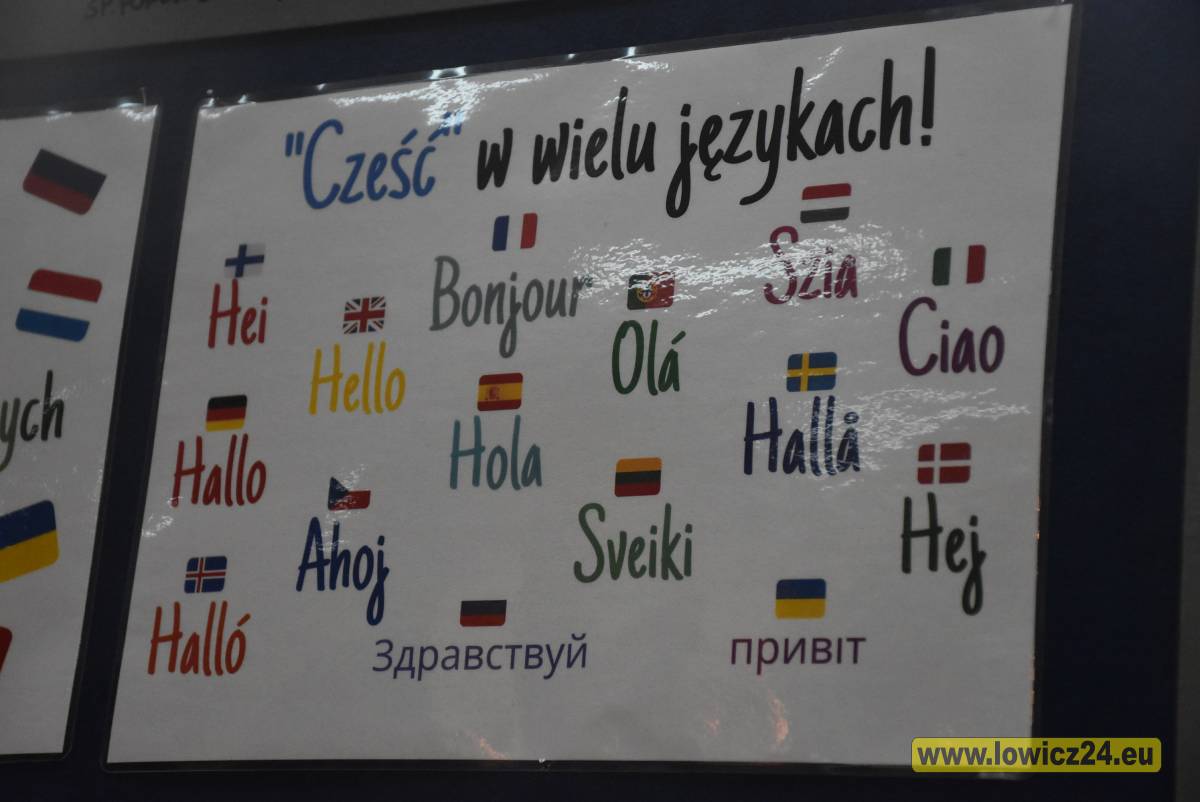 "Cześć" w wielu językach!
Hei
Hello
Bonjour
Olá
Szia
Ciao
Hallo
Hola
Hallå
Ahoj
Sveiki
Hej
Halló
Здравствуй
привіт
ych
www.lowicz24.eu